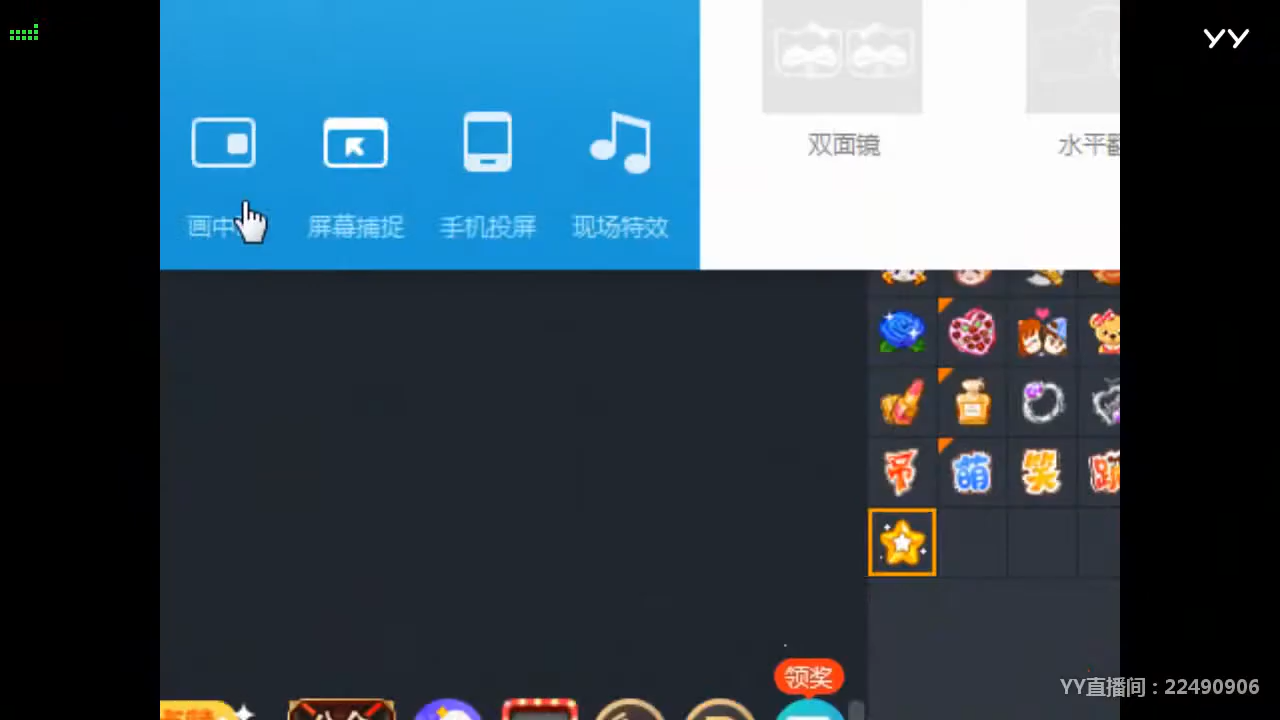 YY
双面镜
水平
画中
屏幕捕捉
手机投屏
现场特效
吊
萌
笑
领奖
YY直播间：22490906